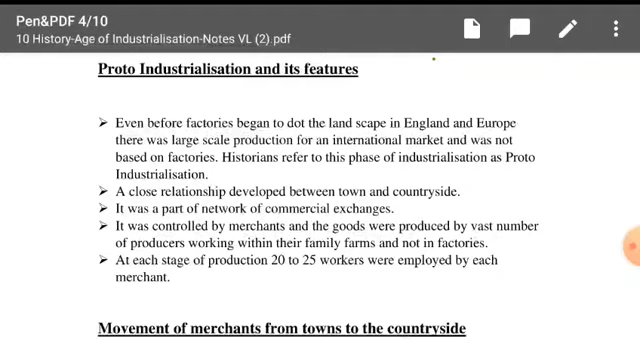 Pen&PDF 4/10
10 History-Age of Industrialisation-Notes VL (2).pdf
Proto Industrialisation and its features
➤ Even before factories began to dot the land scape in England and Europe
there was large scale production for an international market and was not
based on factories. Historians refer to this phase of industrialisation as Proto
Industrialisation.
➤ A close relationship developed between town and countryside.
➤ It was a part of network of commercial exchanges.
➤ It was controlled by merchants and the goods were produced by vast number
of producers working within their family farms and not in factories.
➤ At each stage of production 20 to 25 workers were employed by each
merchant.
Movement of merchants from towns to the countryside